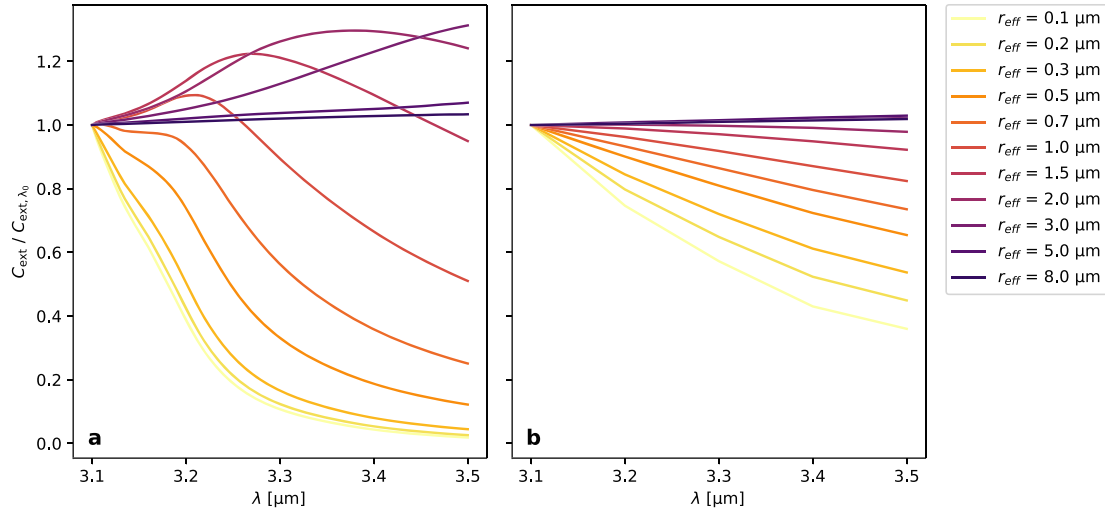 C_ext / C_ext, λ₀
1.2
1.0
0.8
0.6
0.4
0.2
0.0
a
3.1 3.2 3.3 3.4 3.5
λ [μm]
b
3.1 3.2 3.3 3.4 3.5
λ [μm]
r_eff = 0.1 μm
r_eff = 0.2 μm
r_eff = 0.3 μm
r_eff = 0.5 μm
r_eff = 0.7 μm
r_eff = 1.0 μm
r_eff = 1.5 μm
r_eff = 2.0 μm
r_eff = 3.0 μm
r_eff = 5.0 μm
r_eff = 8.0 μm